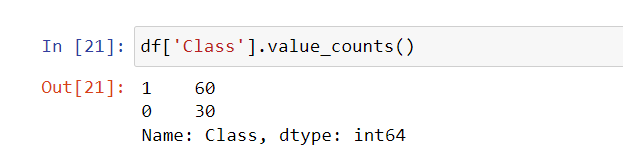 In [21]: df['Class'].value_counts()
Out[21]: 1    60
0    30
Name: Class, dtype: int64